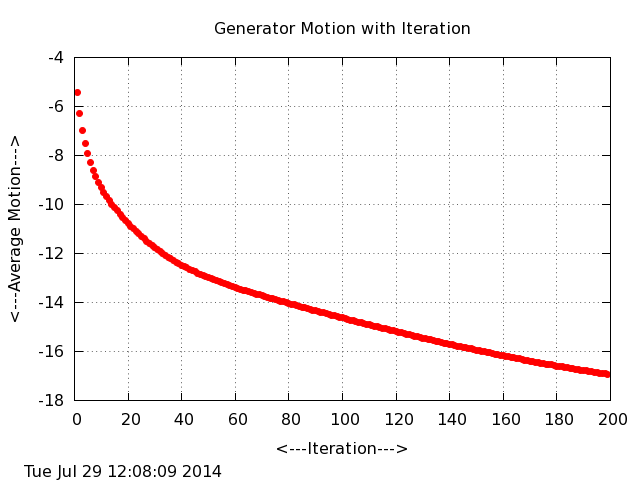 Generator Motion with Iteration
-4
-6
-8
-10
-12
-14
-16
-18
<---Average Motion--->
0 20 40 60 80 100 120 140 160 180 200
<---Iteration--->
Tue Jul 29 12:08:09 2014